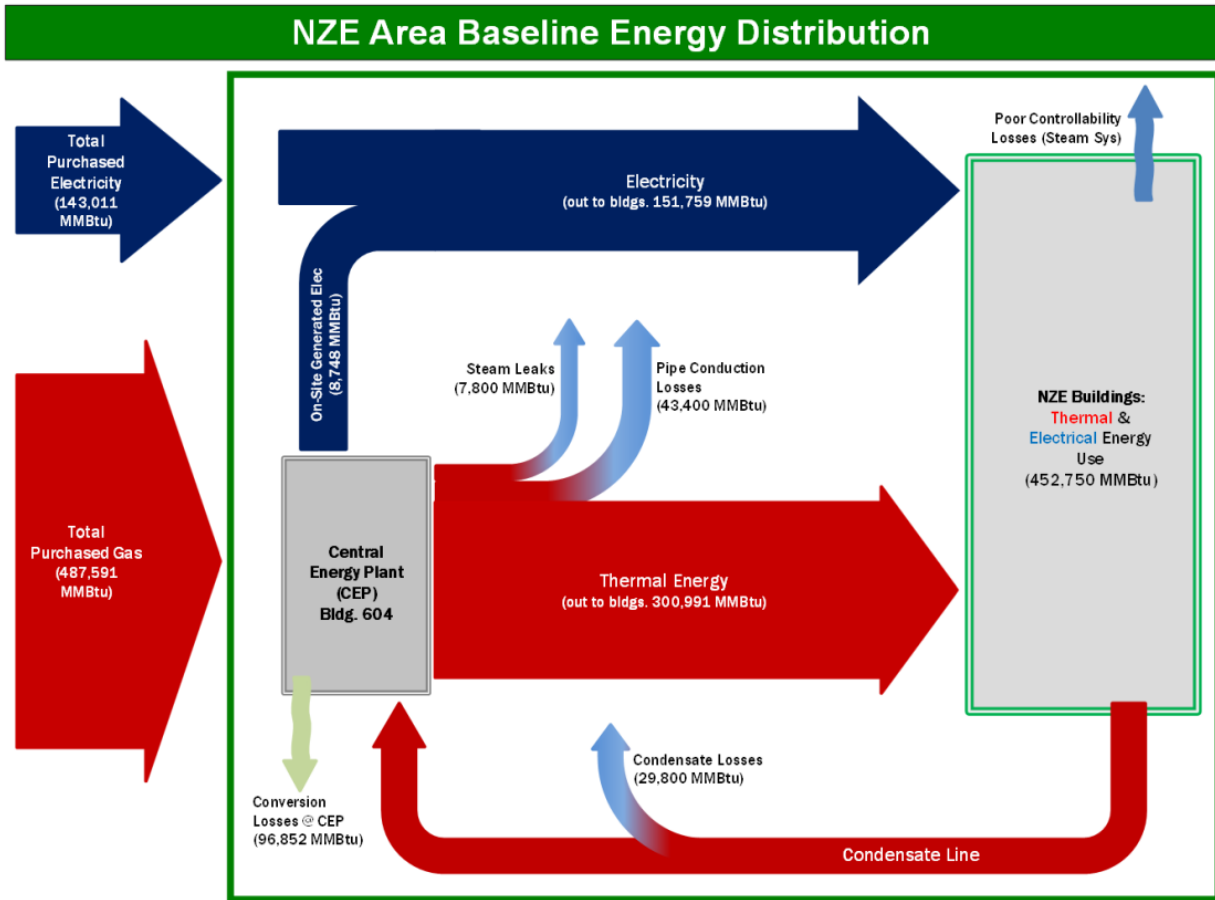 NZE Area Baseline Energy Distribution
Total
Purchased
Electricity
(143,011
MMBtu)
Poor Controllability
Losses (Steam Sys)
Electricity
(out to bldgs. 151,759 MMBtu)
On-Site Generated Elec
(8,748 MMBtu)
Steam Leaks
(7,800 MMBtu)
Pipe Conduction
Losses
(43,400 MMBtu)
NZE Buildings:
Thermal &
Electrical Energy
Use
(452,750 MMBtu)
Total
Purchased Gas
(487,591
MMBtu)
Central
Energy Plant
(CEP)
Bldg. 604
Thermal Energy
(out to bldgs. 300,991 MMBtu)
Condensate Losses
(29,800 MMBtu)
Conversion
Losses @ CEP
(96,852 MMBtu)
Condensate Line